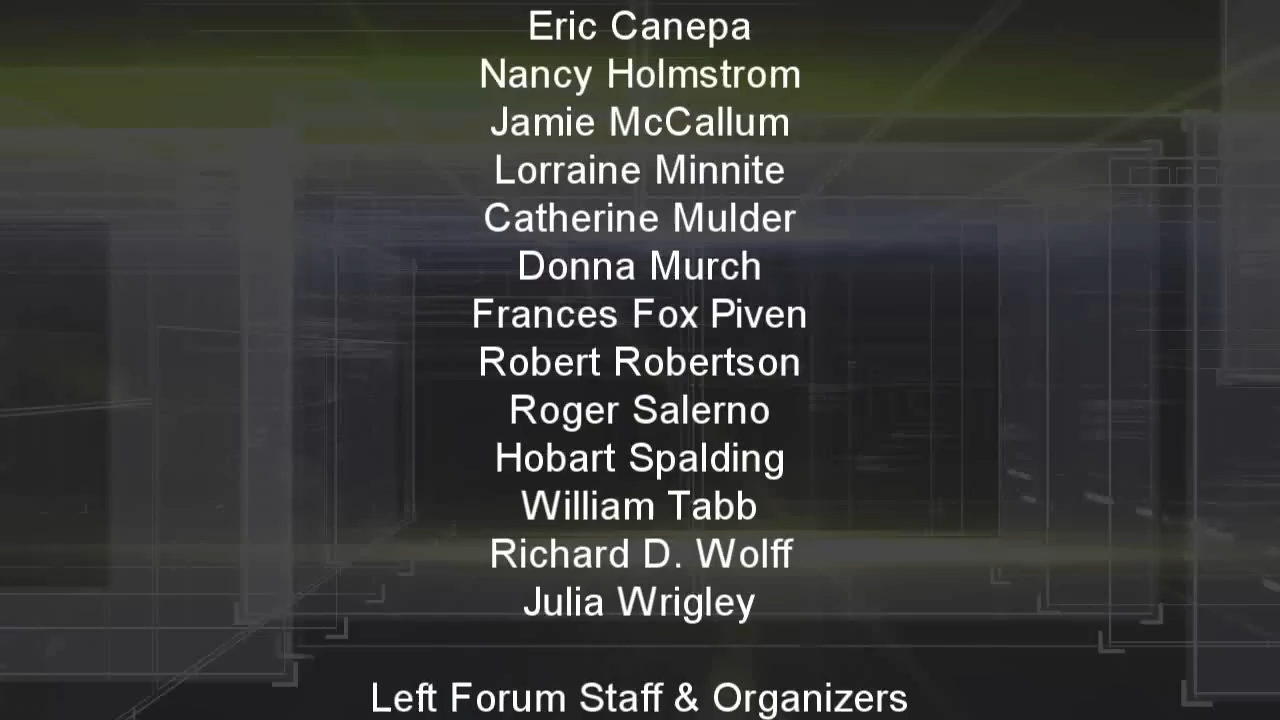 Eric Canepa
Nancy Holmstrom
Jamie McCallum
Lorraine Minnite
Catherine Mulder
Donna Murch
Frances Fox Piven
Robert Robertson
Roger Salerno
Hobart Spalding
William Tabb
Richard D. Wolff
Julia Wrigley
Left Forum Staff & Organizers